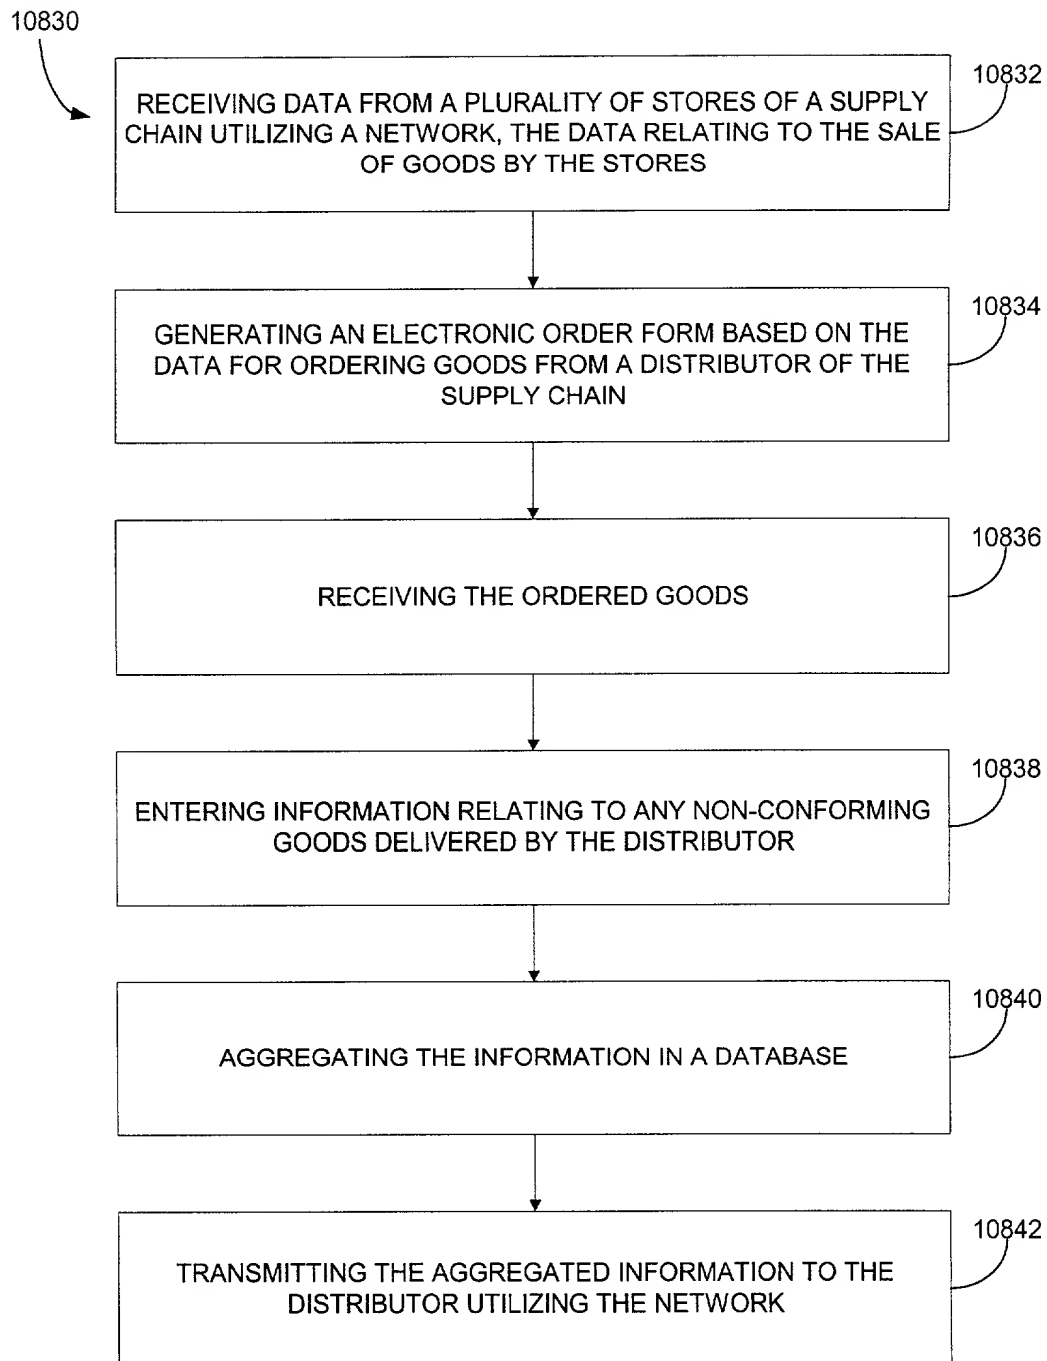 10830
10832
RECEIVING DATA FROM A PLURALITY OF STORES OF A SUPPLY
CHAIN UTILIZING A NETWORK, THE DATA RELATING TO THE SALE
OF GOODS BY THE STORES
10834
GENERATING AN ELECTRONIC ORDER FORM BASED ON THE
DATA FOR ORDERING GOODS FROM A DISTRIBUTOR OF THE
SUPPLY CHAIN
10836
RECEIVING THE ORDERED GOODS
10838
ENTERING INFORMATION RELATING TO ANY NON-CONFORMING
GOODS DELIVERED BY THE DISTRIBUTOR
10840
AGGREGATING THE INFORMATION IN A DATABASE
10842
TRANSMITTING THE AGGREGATED INFORMATION TO THE
DISTRIBUTOR UTILIZING THE NETWORK